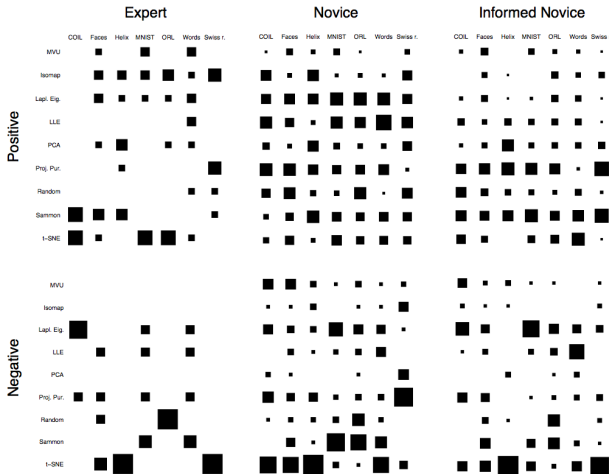 Expert Novice Informed Novice
COIL Faces Helix MNIST ORL Words Swiss r. COIL Faces Helix MNIST ORL Words Swiss r. COIL Faces Helix MNIST ORL Words Swiss
Positive
MVU
Isomap
Lapl. Eig.
LLE
PCA
Proj. Pur.
Random
Sammon
t-SNE
Negative
MVU
Isomap
Lapl. Eig.
LLE
PCA
Proj. Pur.
Random
Sammon
t-SNE